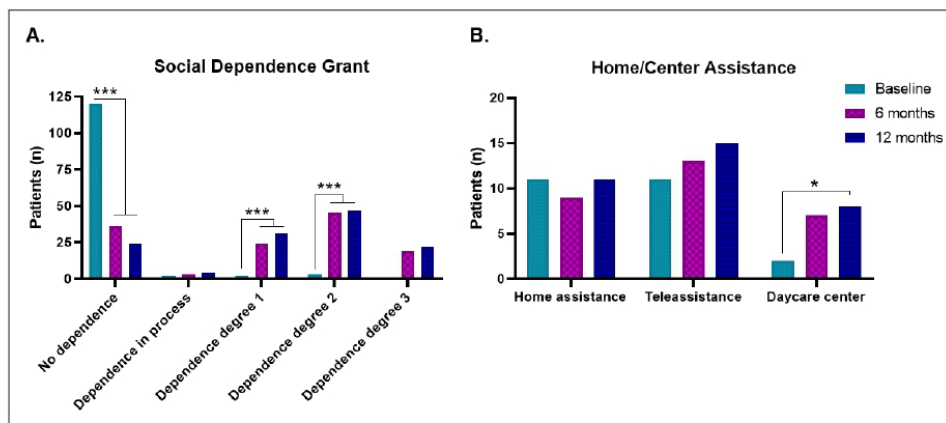 A.
Social Dependence Grant
Patients (n)
125
100
75
50
25
0
***
***
***
No dependence
Dependence in process
Dependence degree 1
Dependence degree 2
Dependence degree 3
B.
Home/Center Assistance
Baseline
6 months
12 months
Patients (n)
20
15
10
5
0
*
Home assistance
Teleassistance
Daycare center